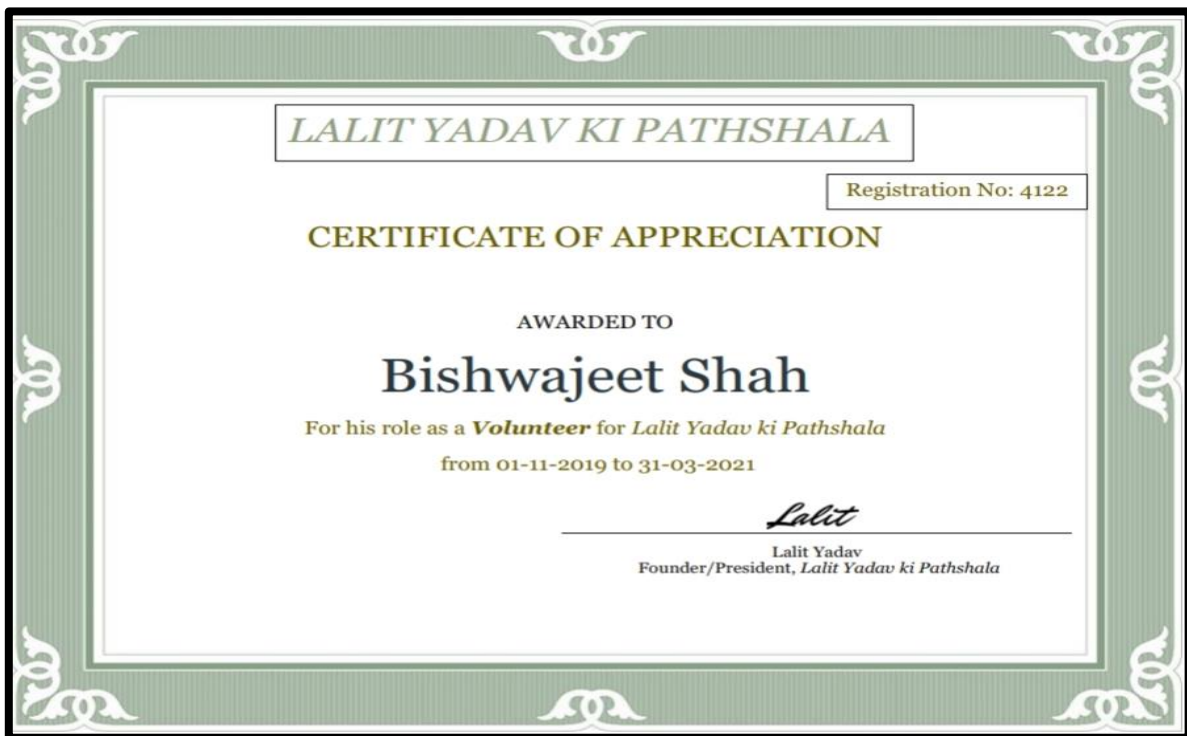 LALIT YADAV KI PATHSHALA
Registration No: 4122
CERTIFICATE OF APPRECIATION
AWARDED TO
Bishwajeet Shah
For his role as a Volunteer for Lalit Yadav ki Pathshala
from 01-11-2019 to 31-03-2021
Lalit
Lalit Yadav
Founder/President, Lalit Yadav ki Pathshala